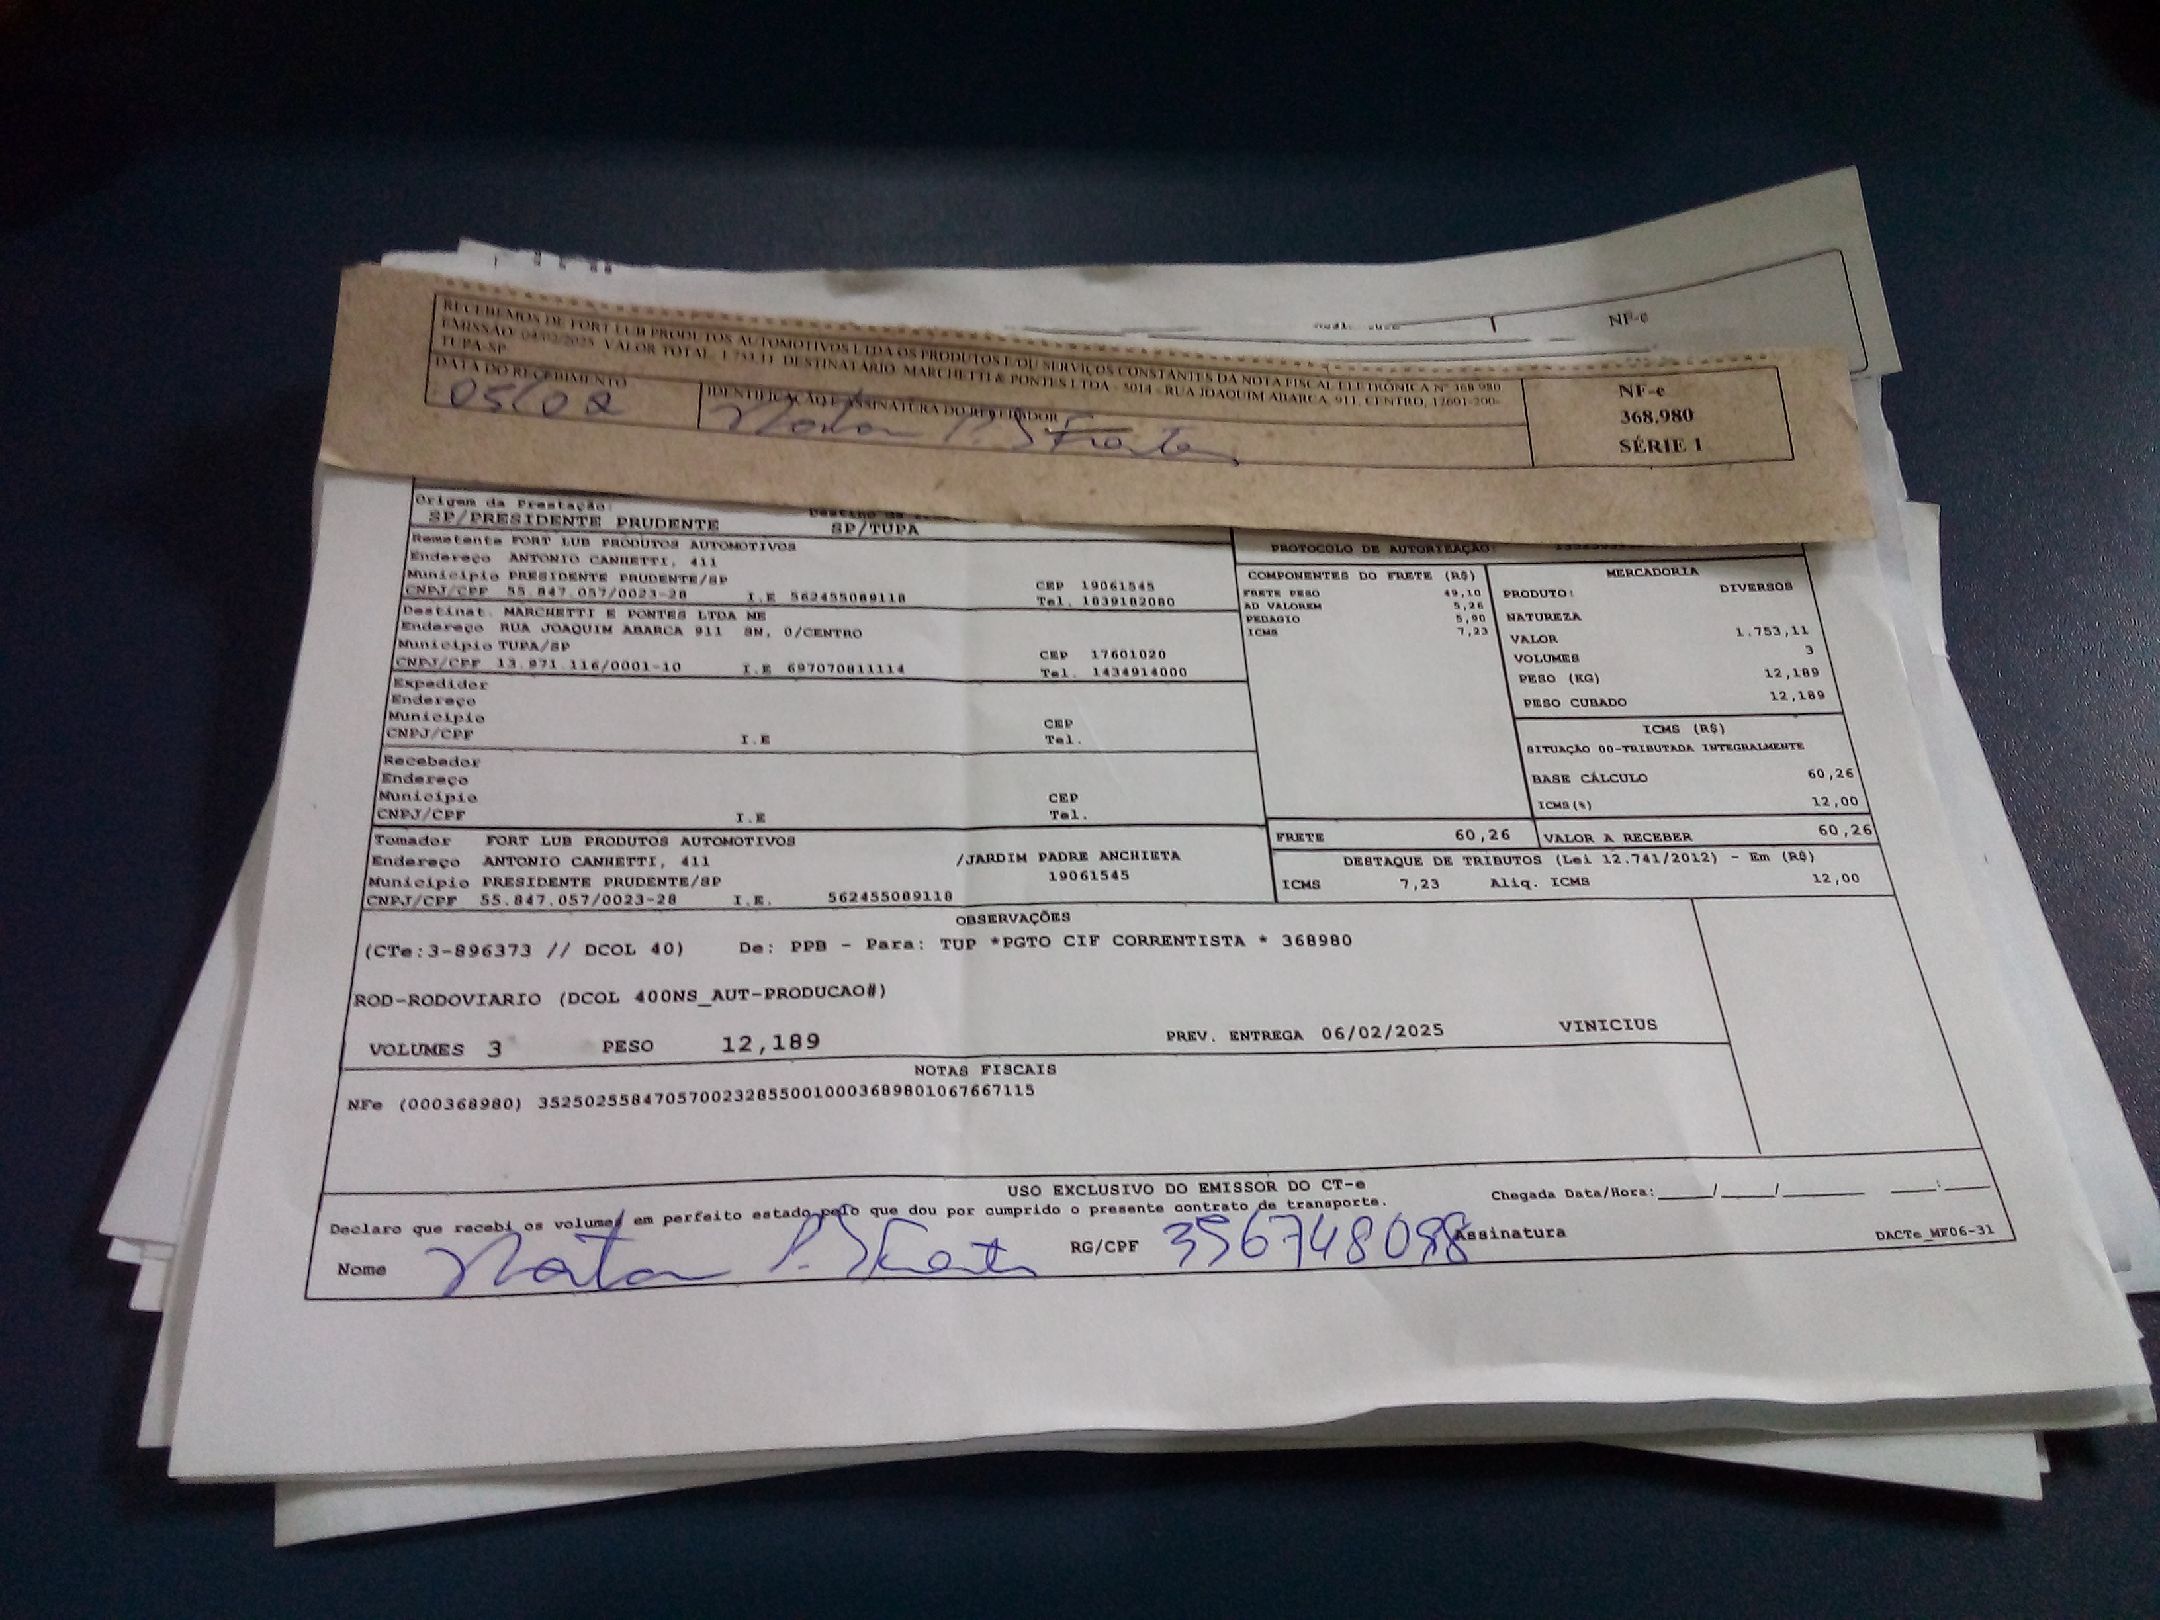 NF-e
RECEBEMOS DE FORT LUB PRODUTOS AUTOMOTIVOS LTDA OS PRODUTOS E/OU SERVIÇOS CONSTANTES DA NOTA FISCAL ELETRÔNICA Nº 368.980
EMISSÃO: 04/02/2025 VALOR TOTAL: 1.753,11 DESTINATÁRIO: MARCHETTI & PONTES LTDA - 5014 - RUA JOAQUIM ABARCA, 911, CENTRO, 17601-200-
TUPA-SP
DATA DO RECEBIMENTO
05/02
IDENTIFICAÇÃO E ASSINATURA DO RECEBEDOR
Natan P. S
NF-e
368.980
SÉRIE 1
Origem da Prestação:
SP/PRESIDENTE PRUDENTE SP/TUPA
Remetente FORT LUB PRODUTOS AUTOMOTIVOS
Endereço ANTONIO CANHETTI, 411
Município PRESIDENTE PRUDENTE/SP CEP 19061545
CNPJ/CPF 55.847.057/0023-28 I.E 562455089118 Tel. 1839182080
Destinat. MARCHETTI E PONTES LTDA ME
Endereço RUA JOAQUIM ABARCA 911 SN, 0/CENTRO
Município TUPA/SP CEP 17601020
CNPJ/CPF 13.971.116/0001-10 I.E 697070811114 Tel. 1434914000
Expedidor
Endereço
Município CEP
CNPJ/CPF I.E Tel.
Recebedor
Endereço
Município CEP
CNPJ/CPF I.E Tel.
Tomador FORT LUB PRODUTOS AUTOMOTIVOS
Endereço ANTONIO CANHETTI, 411 /JARDIM PADRE ANCHIETA
Município PRESIDENTE PRUDENTE/SP 19061545
CNPJ/CPF 55.847.057/0023-28 I.E. 562455089118
PROTOCOLO DE AUTORIZAÇÃO:
COMPONENTES DO FRETE (R$)
FRETE PESO 49,10
AD VALOREM 5,26
PEDAGIO 5,90
ICMS 7,23
MERCADORIA
PRODUTO: DIVERSOS
NATUREZA
VALOR 1.753,11
VOLUMES 3
PESO (KG) 12,189
PESO CUBADO 12,189
ICMS (R$)
SITUAÇÃO 00-TRIBUTADA INTEGRALMENTE
BASE CÁLCULO 60,26
ICMS(%) 12,00
FRETE 60,26 VALOR A RECEBER 60,26
DESTAQUE DE TRIBUTOS (Lei 12.741/2012) - Em (R$)
ICMS 7,23 Aliq. ICMS 12,00
OBSERVAÇÕES
(CTe:3-896373 // DCOL 40) De: PPB - Para: TUP *PGTO CIF CORRENTISTA * 368980
ROD-RODOVIARIO (DCOL 400NS_AUT-PRODUCAO#)
VOLUMES 3 PESO 12,189 PREV. ENTREGA 06/02/2025 VINICIUS
NOTAS FISCAIS
NFe (000368980) 35250255847057002328550010003689801067667115
USO EXCLUSIVO DO EMISSOR DO CT-e
Declaro que recebi os volumes em perfeito estado pelo que dou por cumprido o presente contrato de transporte. Chegada Data/Hora:_____/_____/________ _____:_____
Nome Natan P. S RG/CPF 356748098 Assinatura
DACTe_MF06-31